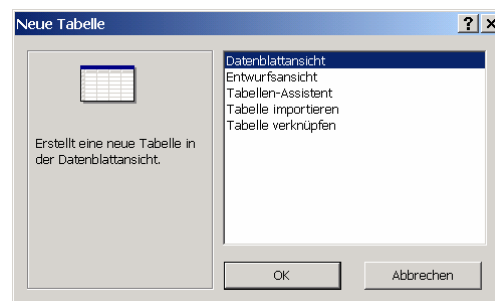 Neue Tabelle
Erstellt eine neue Tabelle in
der Datenblattansicht.
Datenblattansicht
Entwurfsansicht
Tabellen-Assistent
Tabelle importieren
Tabelle verknüpfen
OK
Abbrechen